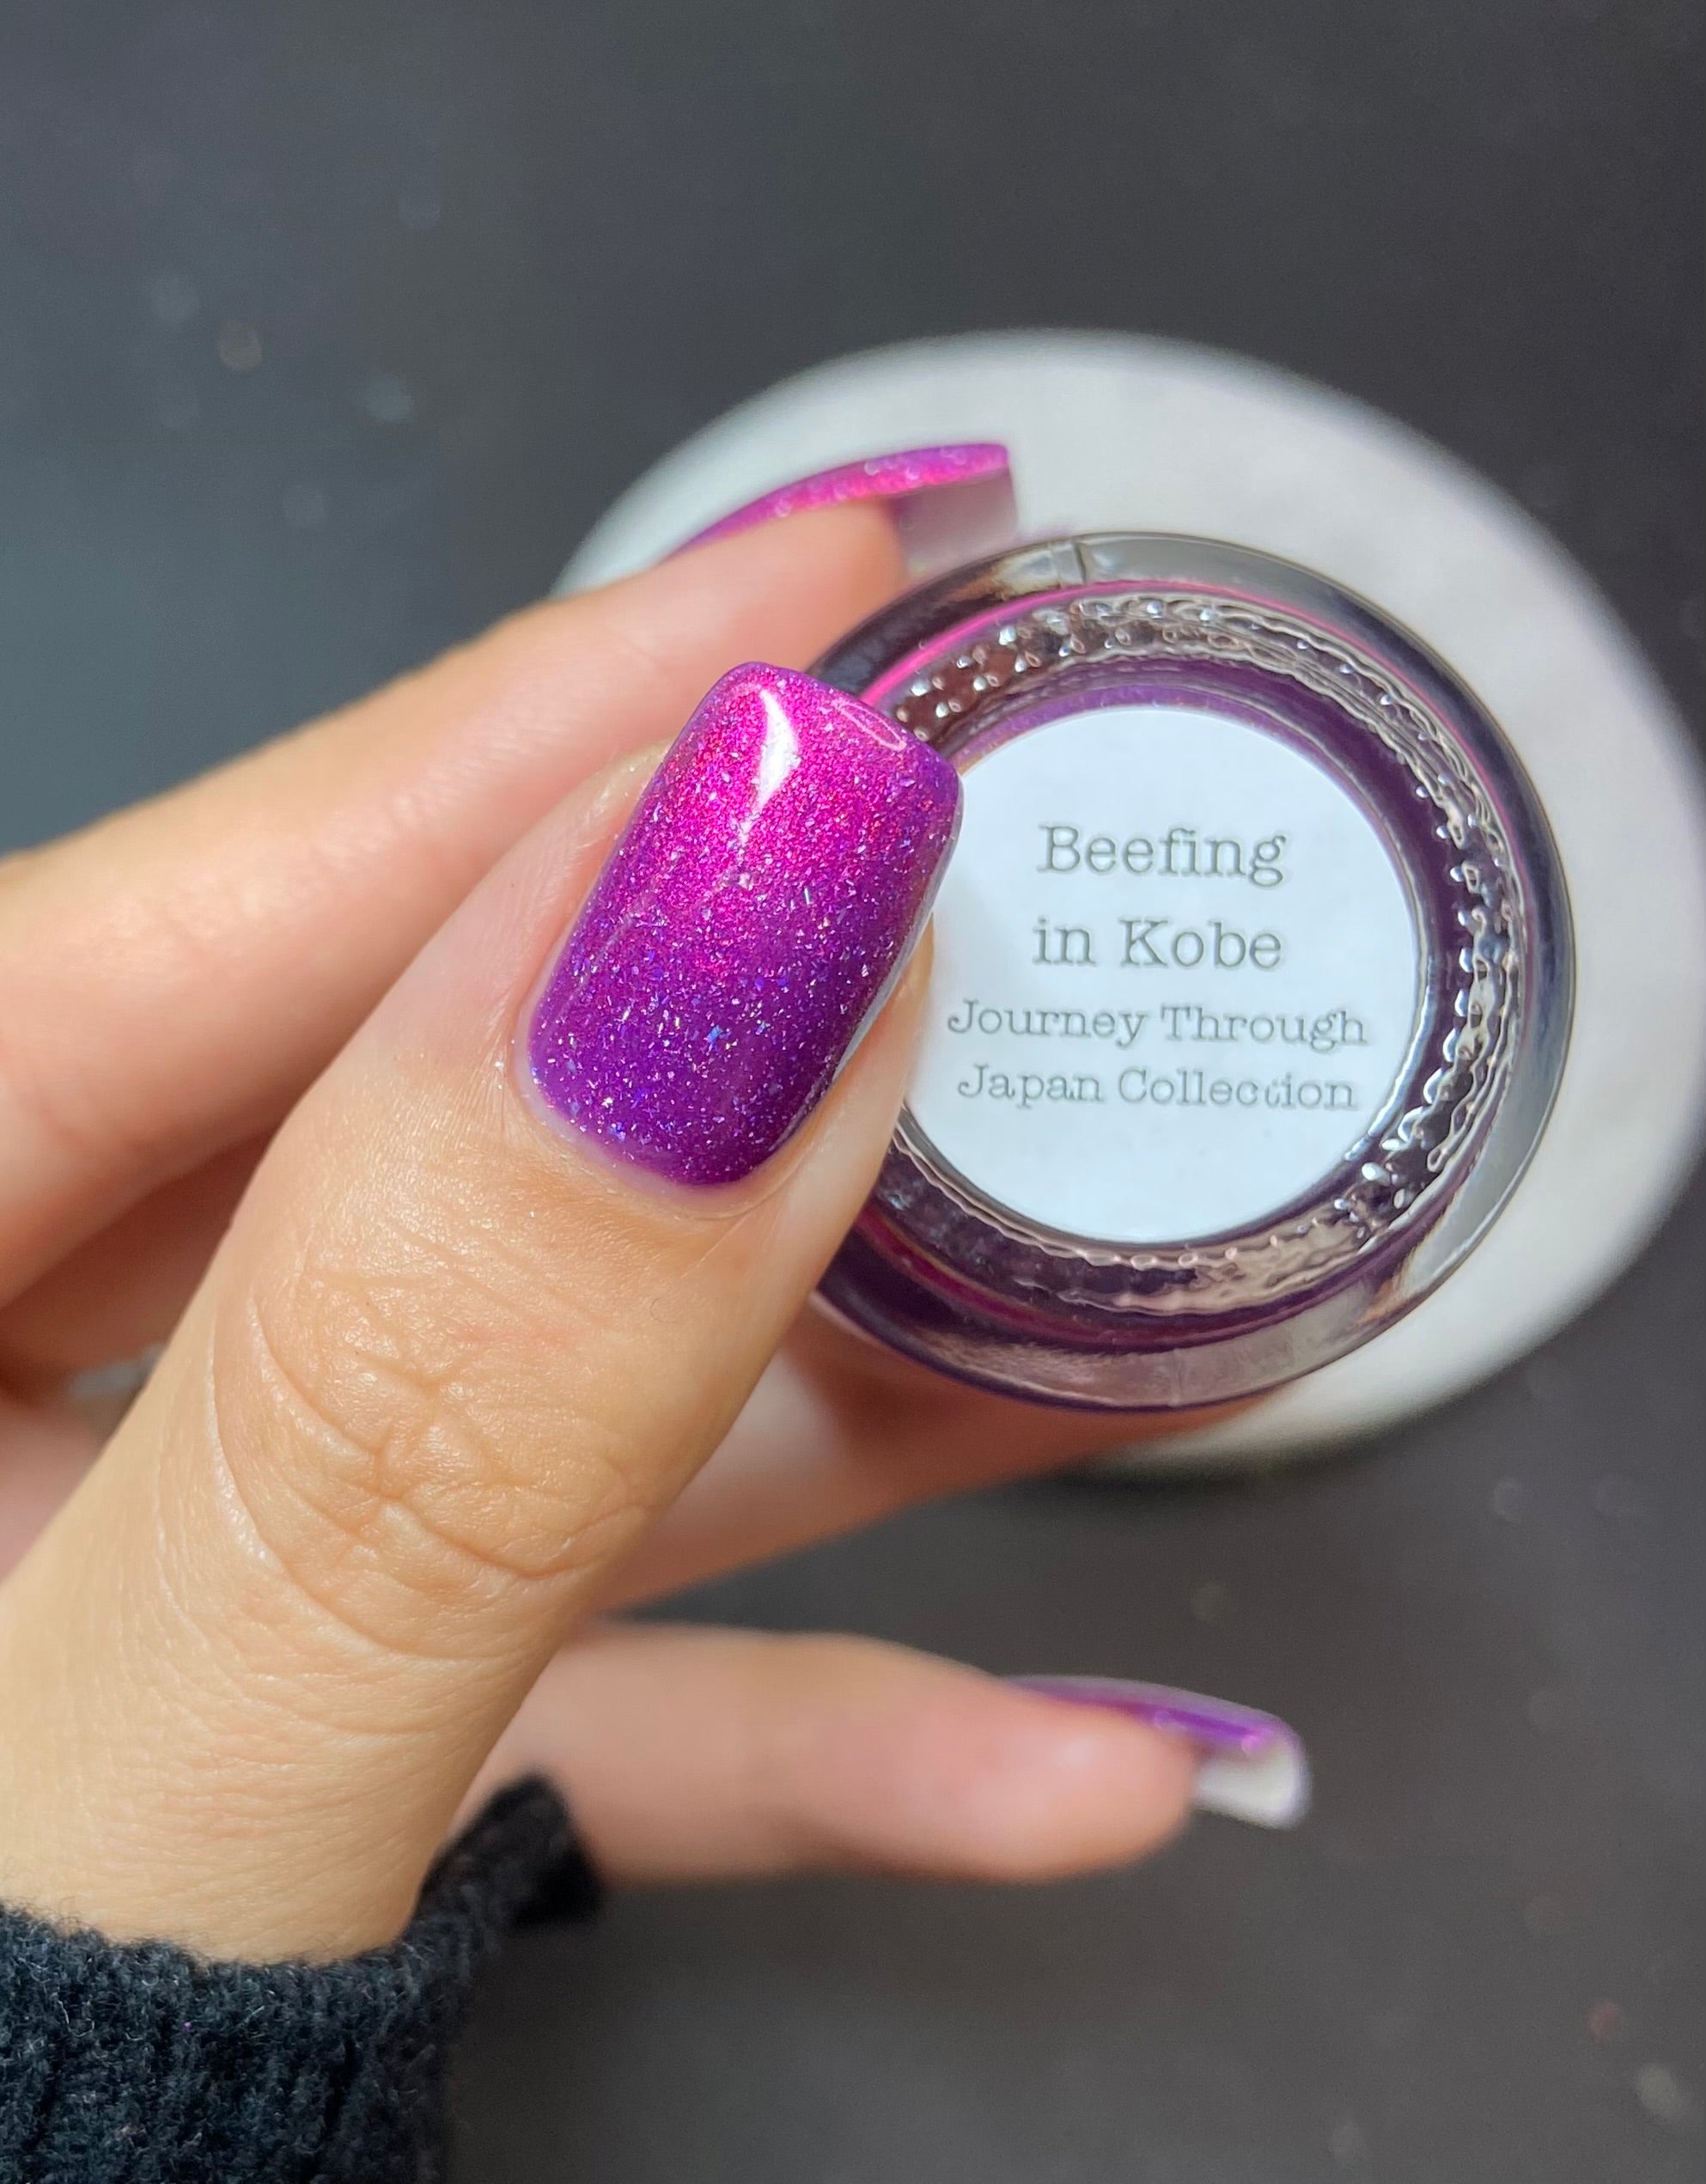 Beefing
in Kobe
Journey Through
Japan Collection